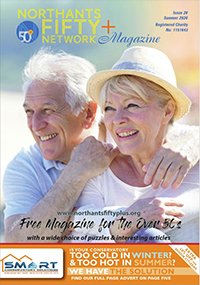 NORTHANTS
50+
FIFTY+
NETWORK Magazine
Issue 26
Summer 2020
Registered Charity
No: 1157693
www.northantsfiftyplus.org
Free Magazine for the Over 50s
with a wide choice of puzzles & interesting articles
SMART
IS YOUR CONSERVATORY
TOO COLD IN WINTER?
& TOO HOT IN SUMMER?
WE HAVE THE SOLUTION
FIND OUR FULL PAGE ADVERT ON PAGE FIVE